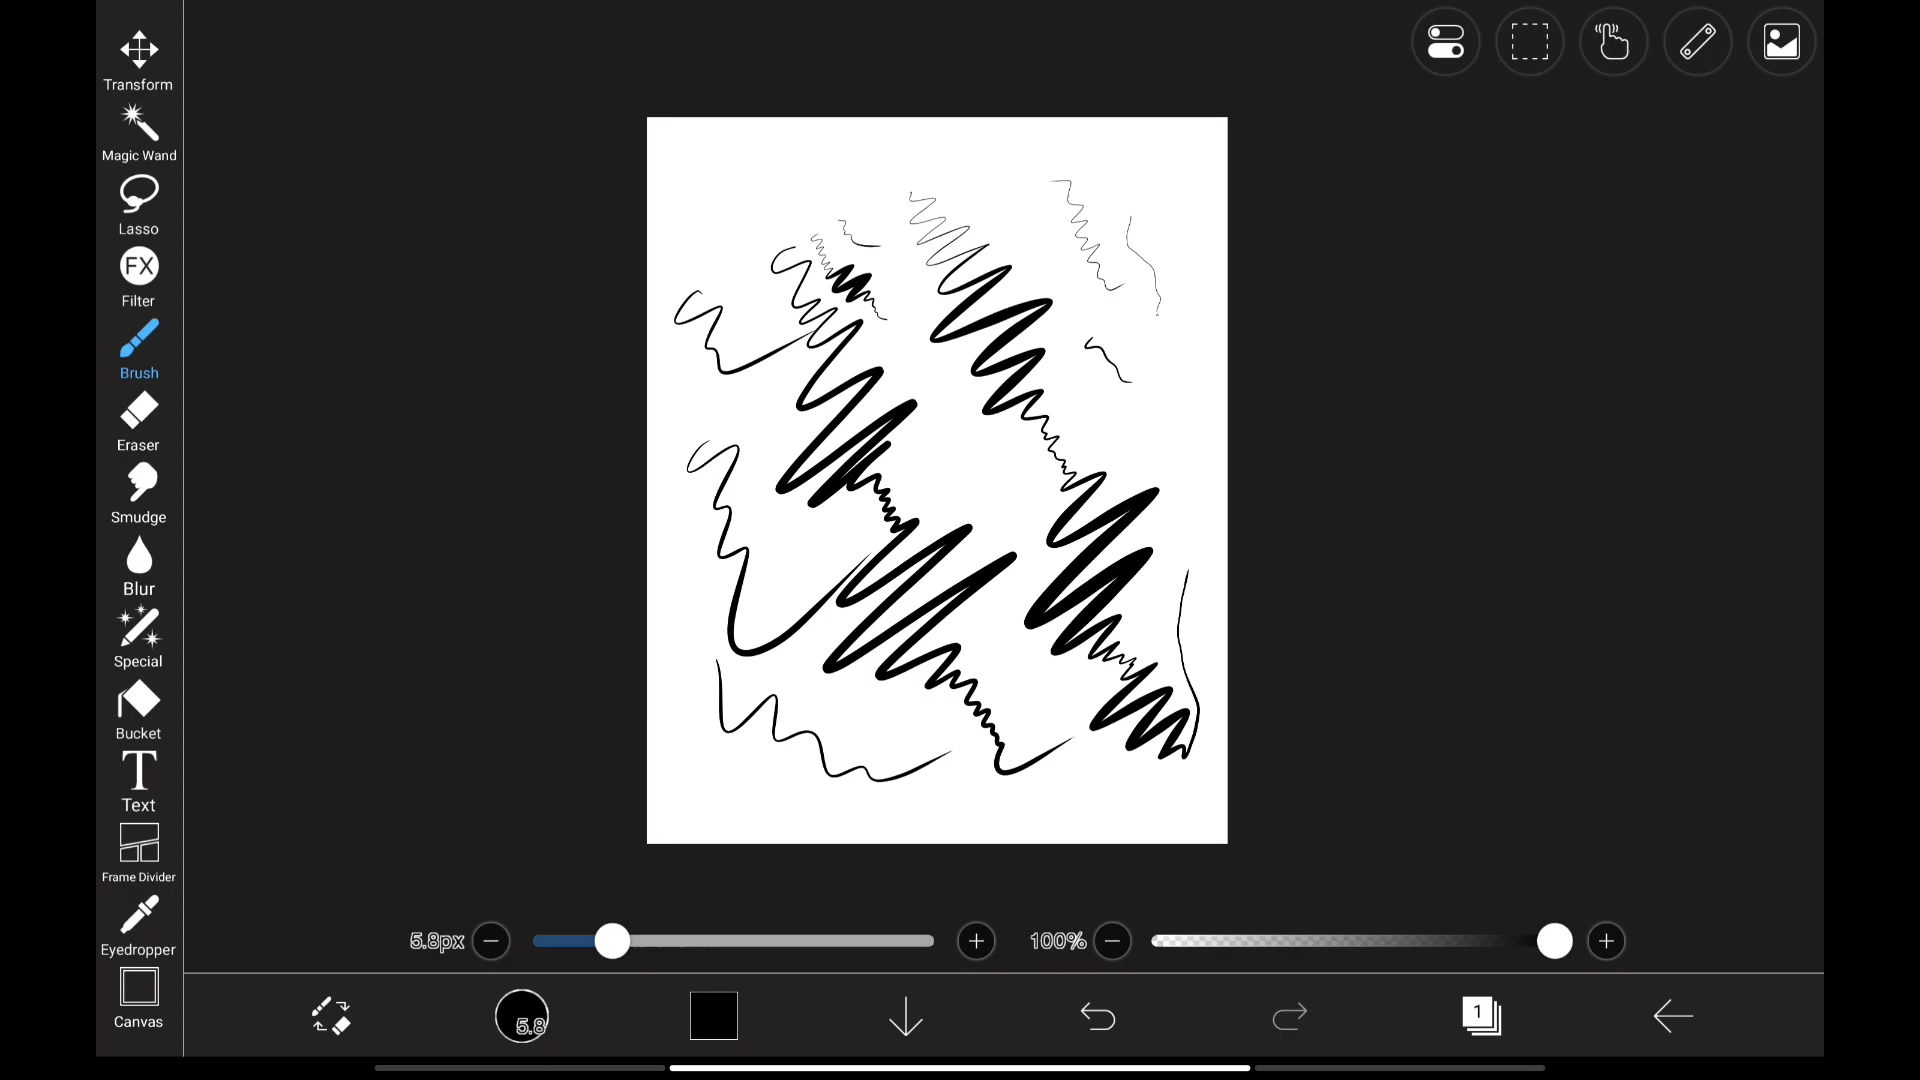 Transform
Magic Wand
Lasso
FX
Filter
Brush
Eraser
Smudge
Blur
Special
Bucket
T
Text
Frame Divider
Eyedropper
Canvas
5.8px
100%
5.8
1